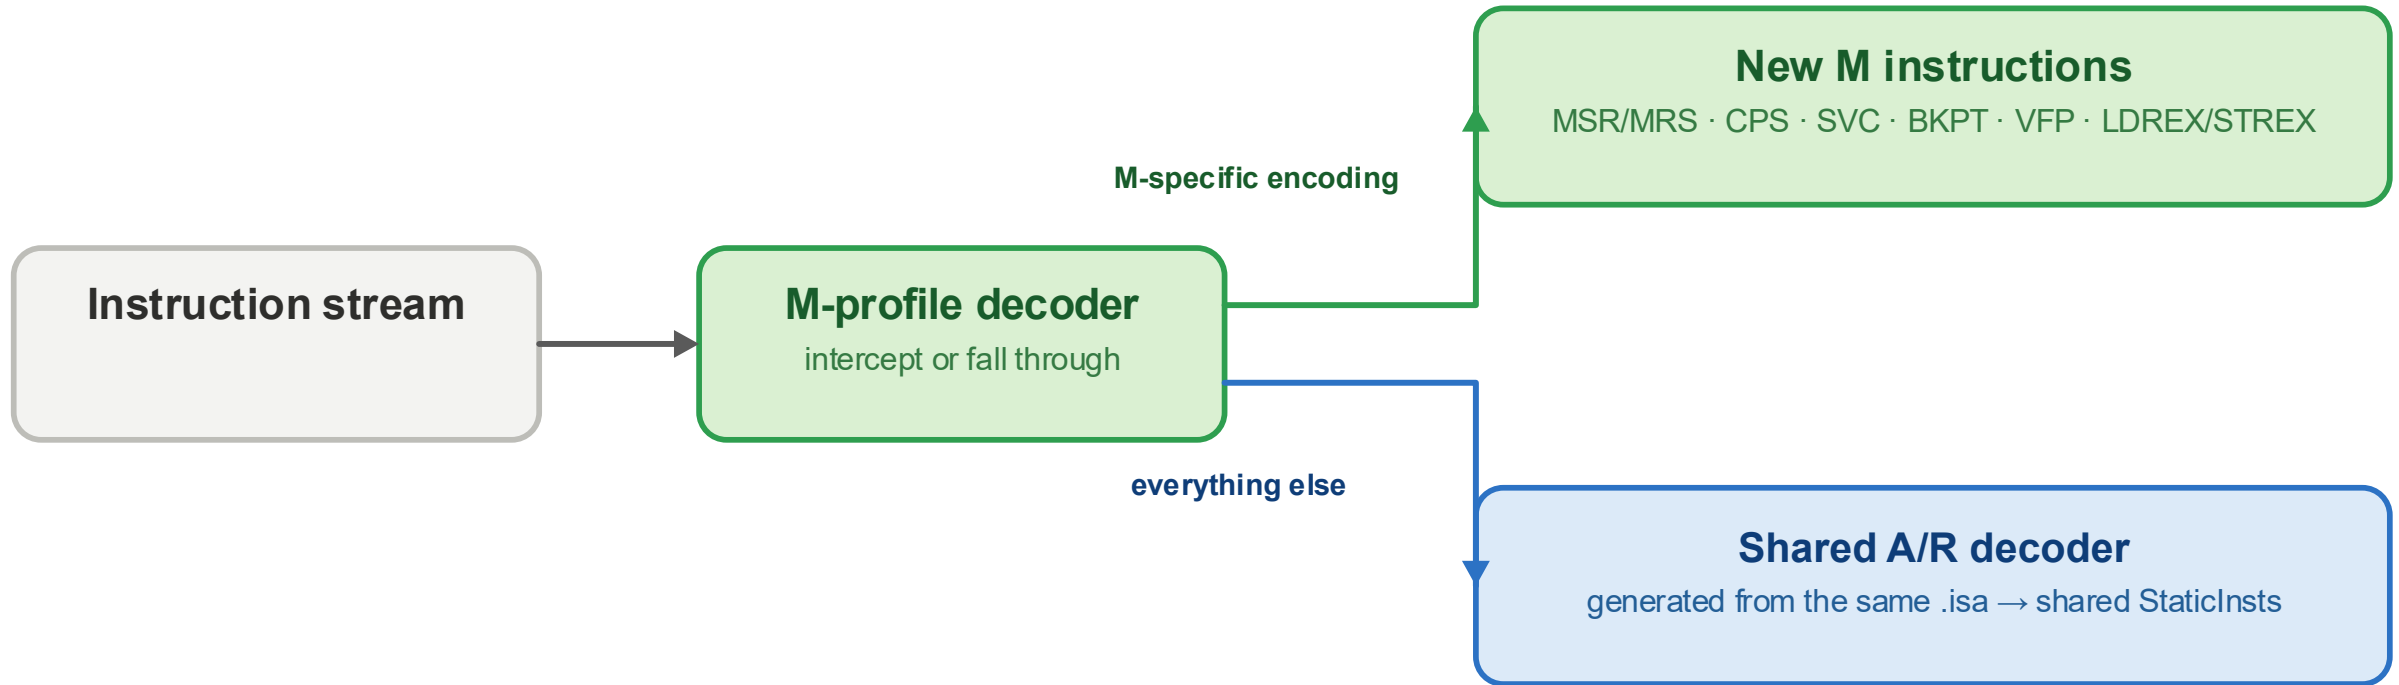 New M instructions
MSR/MRS · CPS · SVC · BKPT · VFP · LDREX/STREX
M-specific encoding
Instruction stream
M-profile decoder
intercept or fall through
everything else
Shared A/R decoder
generated from the same .isa → shared StaticInsts